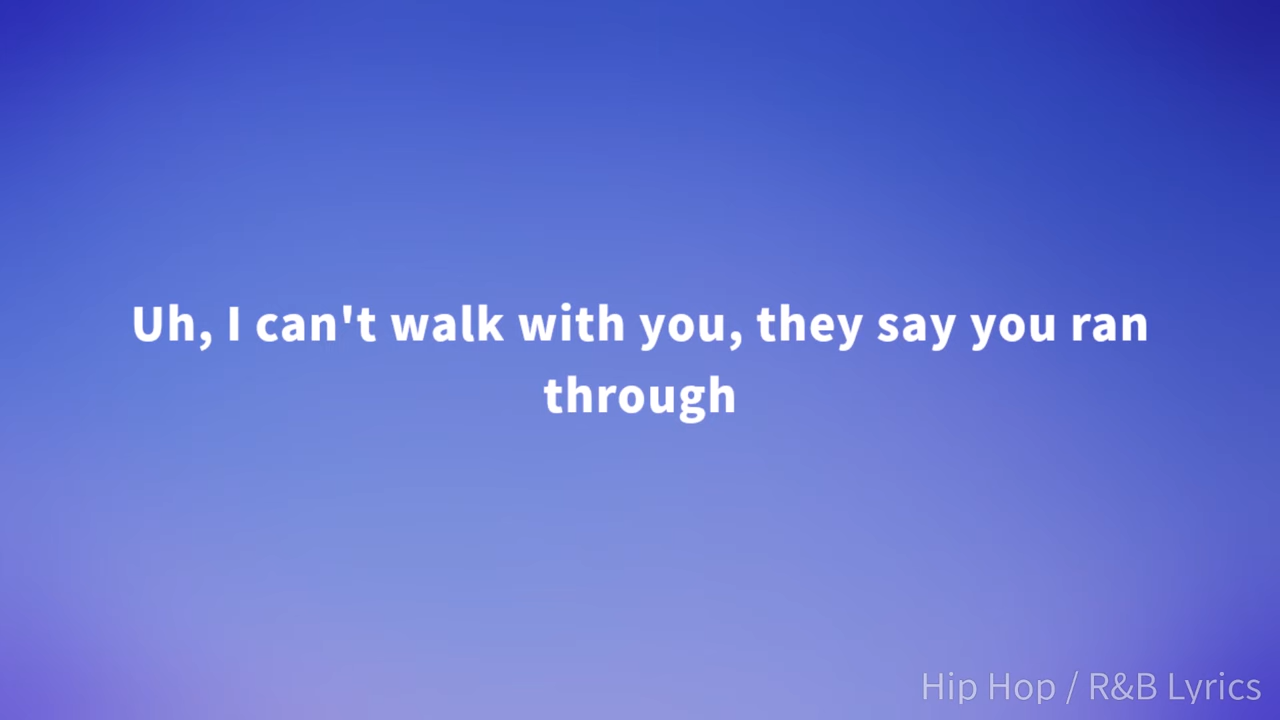 Uh, I can't walk with you, they say you ran
through
Hip Hop / R&B Lyrics